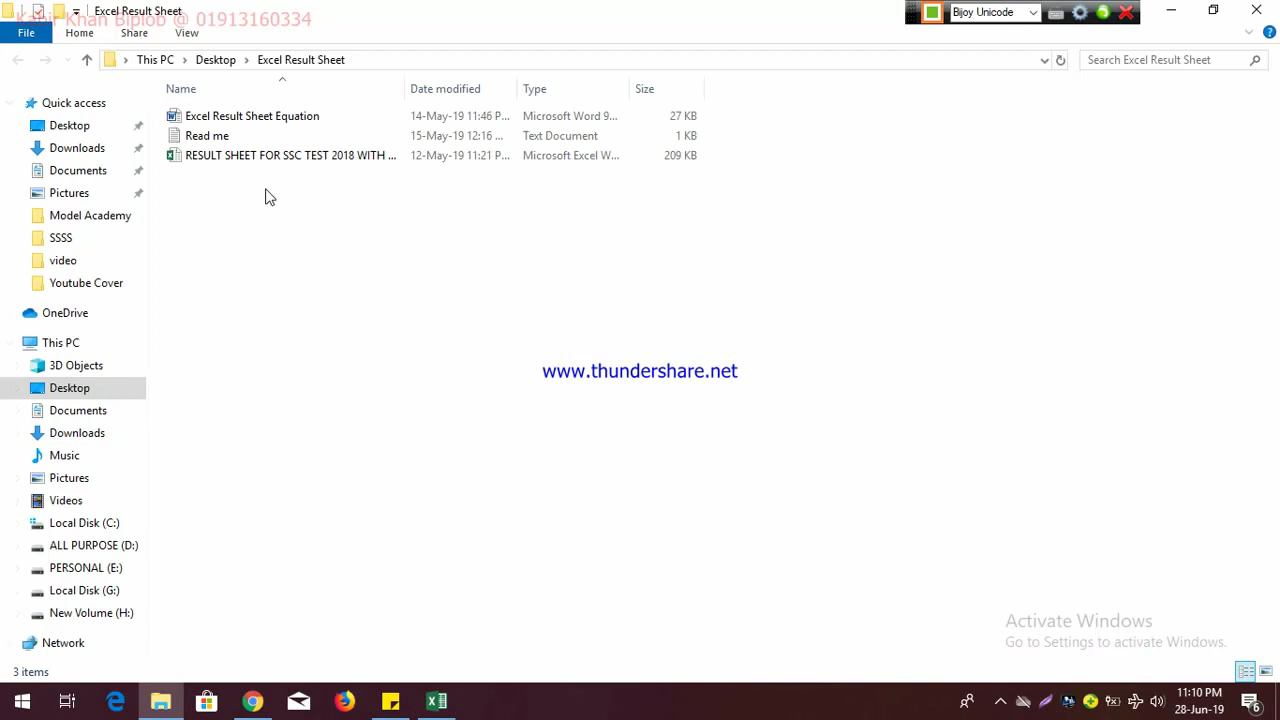 Kabir Khan Biplob @ 01913160334
Excel Result Sheet
Bijoy Unicode
File Home Share View
This PC Desktop Excel Result Sheet
Search Excel Result Sheet
Name Date modified Type Size
Excel Result Sheet Equation 14-May-19 11:46 P... Microsoft Word 9... 27 KB
Read me 15-May-19 12:16 ... Text Document 1 KB
RESULT SHEET FOR SSC TEST 2018 WITH ... 12-May-19 11:21 P... Microsoft Excel W... 209 KB
Quick access
Desktop
Downloads
Documents
Pictures
Model Academy
SSSS
video
Youtube Cover
OneDrive
This PC
3D Objects
Desktop
Documents
Downloads
Music
Pictures
Videos
Local Disk (C:)
ALL PURPOSE (D:)
PERSONAL (E:)
Local Disk (G:)
New Volume (H:)
Network
www.thundershare.net
Activate Windows
Go to Settings to activate Windows.
3 items
11:10 PM
28-Jun-19
6